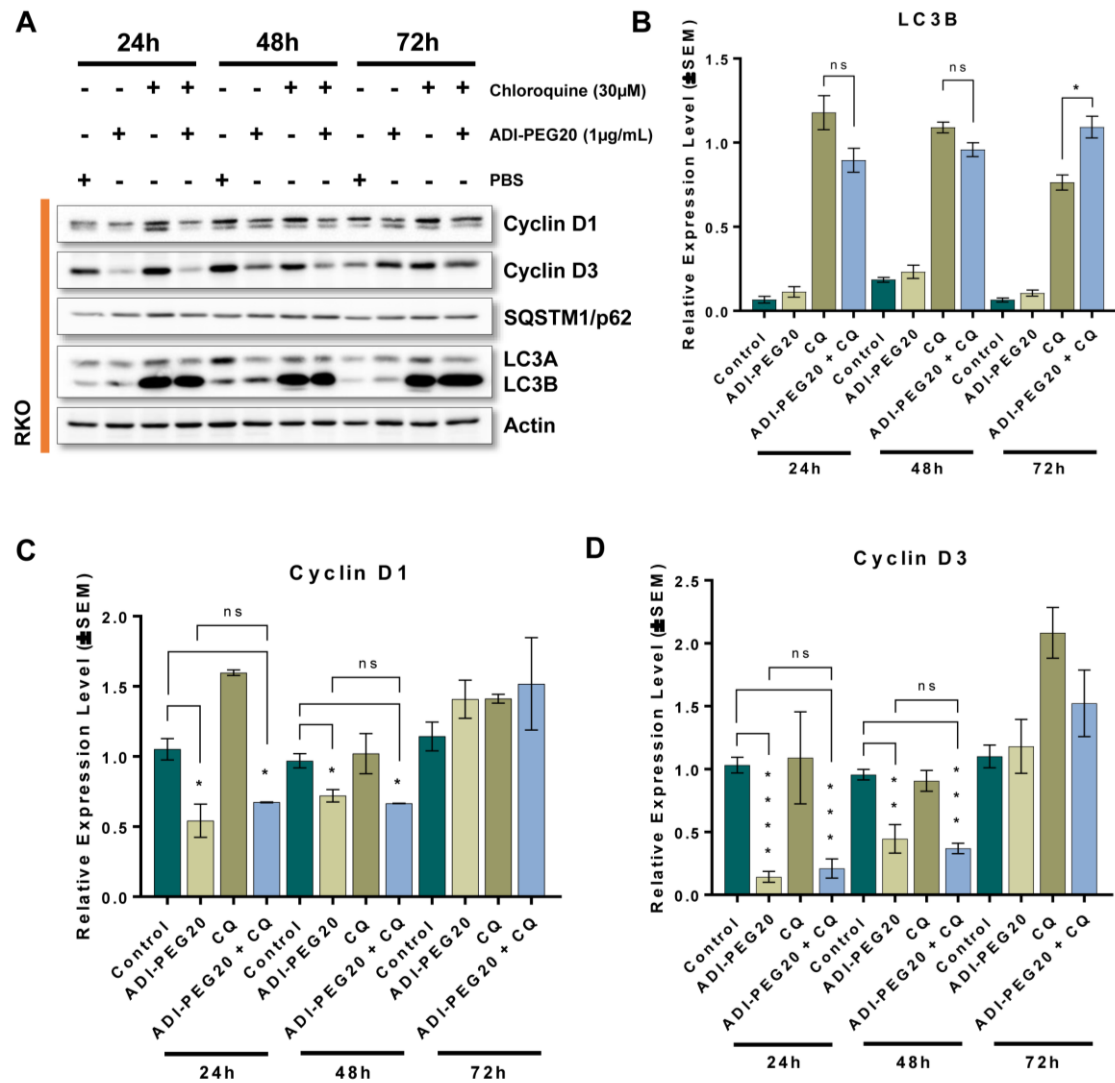 A
24h 48h 72h
- - + + - - + + - - + + Chloroquine (30µM)
- + - + - + - + - + - + ADI-PEG20 (1µg/mL)
+ - - - + - - - + - - - PBS
Cyclin D1
Cyclin D3
SQSTM1/p62
LC3A
LC3B
Actin
RKO
B
LC3B
Relative Expression Level (±SEM)
1.5
1.0
0.5
0.0
ns
ns
*
Control
ADI-PEG20
CQ
ADI-PEG20 + CQ
Control
ADI-PEG20
CQ
ADI-PEG20 + CQ
Control
ADI-PEG20
CQ
ADI-PEG20 + CQ
24h
48h
72h
C
Cyclin D1
Relative Expression Level (±SEM)
2.0
1.5
1.0
0.5
0.0
ns
ns
*
*
*
*
Control
ADI-PEG20
CQ
ADI-PEG20 + CQ
Control
ADI-PEG20
CQ
ADI-PEG20 + CQ
Control
ADI-PEG20
CQ
ADI-PEG20 + CQ
24h
48h
72h
D
Cyclin D3
Relative Expression Level (±SEM)
2.5
2.0
1.5
1.0
0.5
0.0
ns
ns
****
***
**
***
Control
ADI-PEG20
CQ
ADI-PEG20 + CQ
Control
ADI-PEG20
CQ
ADI-PEG20 + CQ
Control
ADI-PEG20
CQ
ADI-PEG20 + CQ
24h
48h
72h